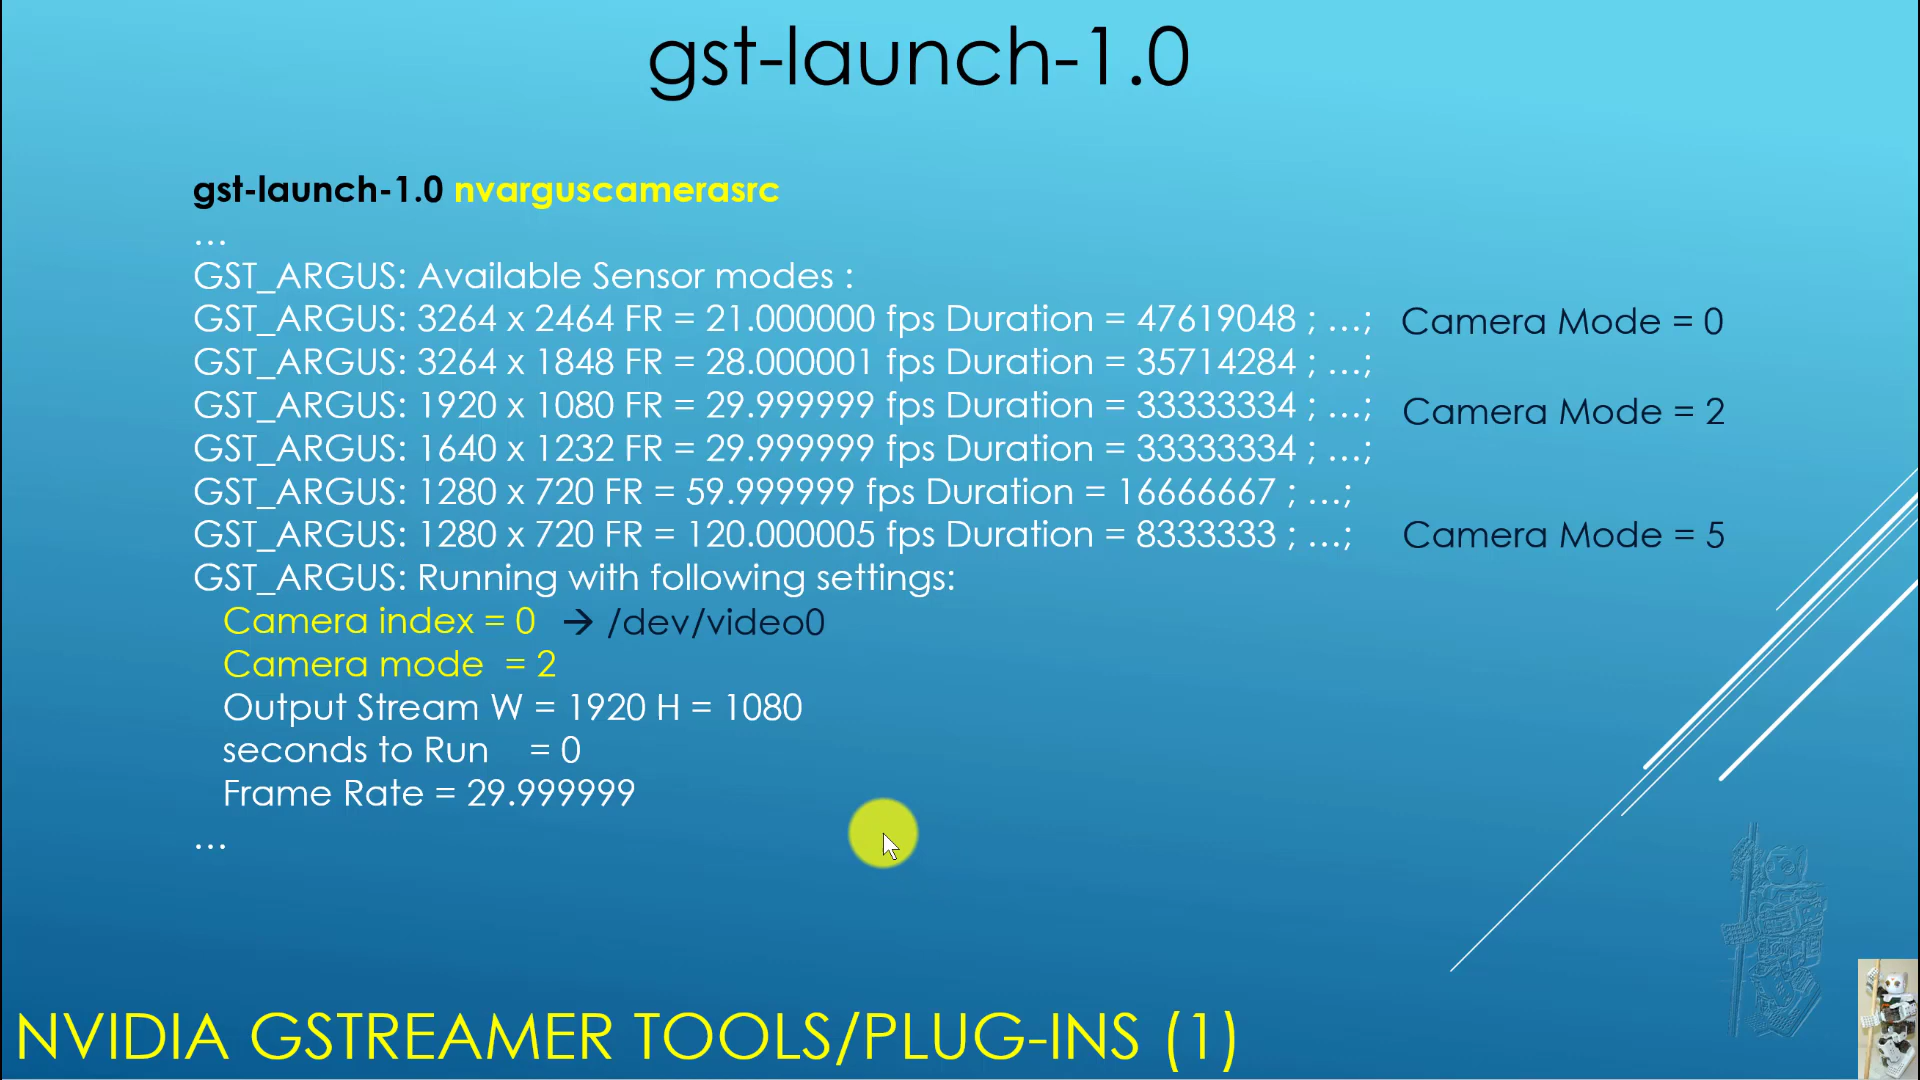 gst-launch-1.0
gst-launch-1.0 nvarguscamerasrc
...
GST_ARGUS: Available Sensor modes :
GST_ARGUS: 3264 x 2464 FR = 21.000000 fps Duration = 47619048 ; ...; Camera Mode = 0
GST_ARGUS: 3264 x 1848 FR = 28.000001 fps Duration = 35714284 ; ...;
GST_ARGUS: 1920 x 1080 FR = 29.999999 fps Duration = 33333334 ; ...; Camera Mode = 2
GST_ARGUS: 1640 x 1232 FR = 29.999999 fps Duration = 33333334 ; ...;
GST_ARGUS: 1280 x 720 FR = 59.999999 fps Duration = 16666667 ; ...;
GST_ARGUS: 1280 x 720 FR = 120.000005 fps Duration = 8333333 ; ...; Camera Mode = 5
GST_ARGUS: Running with following settings:
Camera index = 0 → /dev/video0
Camera mode = 2
Output Stream W = 1920 H = 1080
seconds to Run = 0
Frame Rate = 29.999999
...
NVIDIA GSTREAMER TOOLS/PLUG-INS (1)